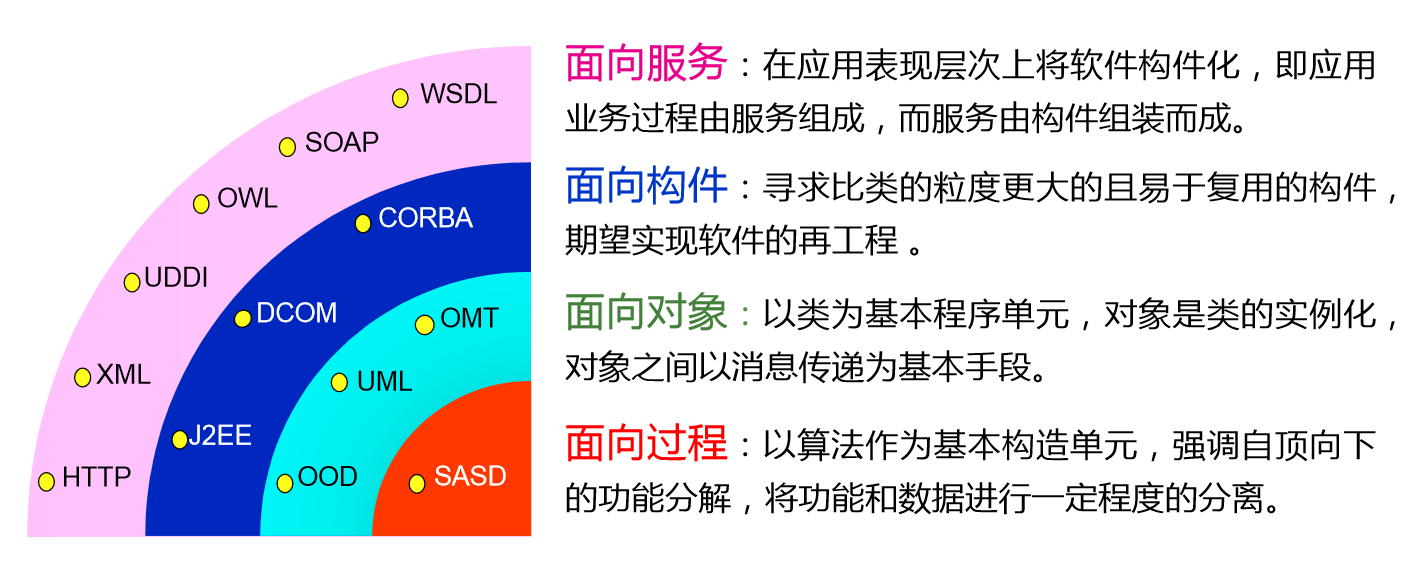 WSDL
SOAP
OWL
UDDI
XML
HTTP
CORBA
DCOM
J2EE
OMT
UML
OOD
SASD
面向服务：在应用表现层次上将软件构件化，即应用
业务过程由服务组成，而服务由构件组装而成。
面向构件：寻求比类的粒度更大的且易于复用的构件，
期望实现软件的再工程 。
面向对象：以类为基本程序单元，对象是类的实例化，
对象之间以消息传递为基本手段。
面向过程：以算法作为基本构造单元，强调自顶向下
的功能分解，将功能和数据进行一定程度的分离。